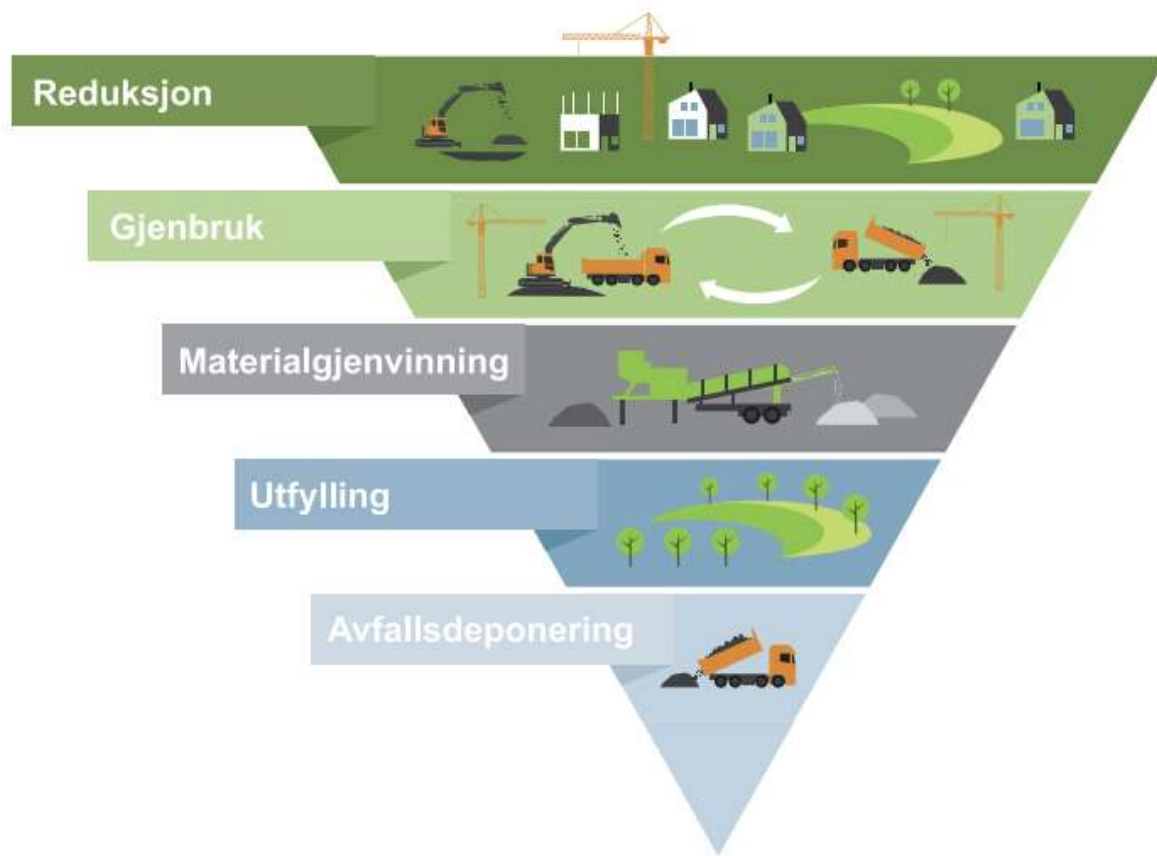 Reduksjon
Gjenbruk
Materialgjenvinning
Utfylling
Avfallsdeponering